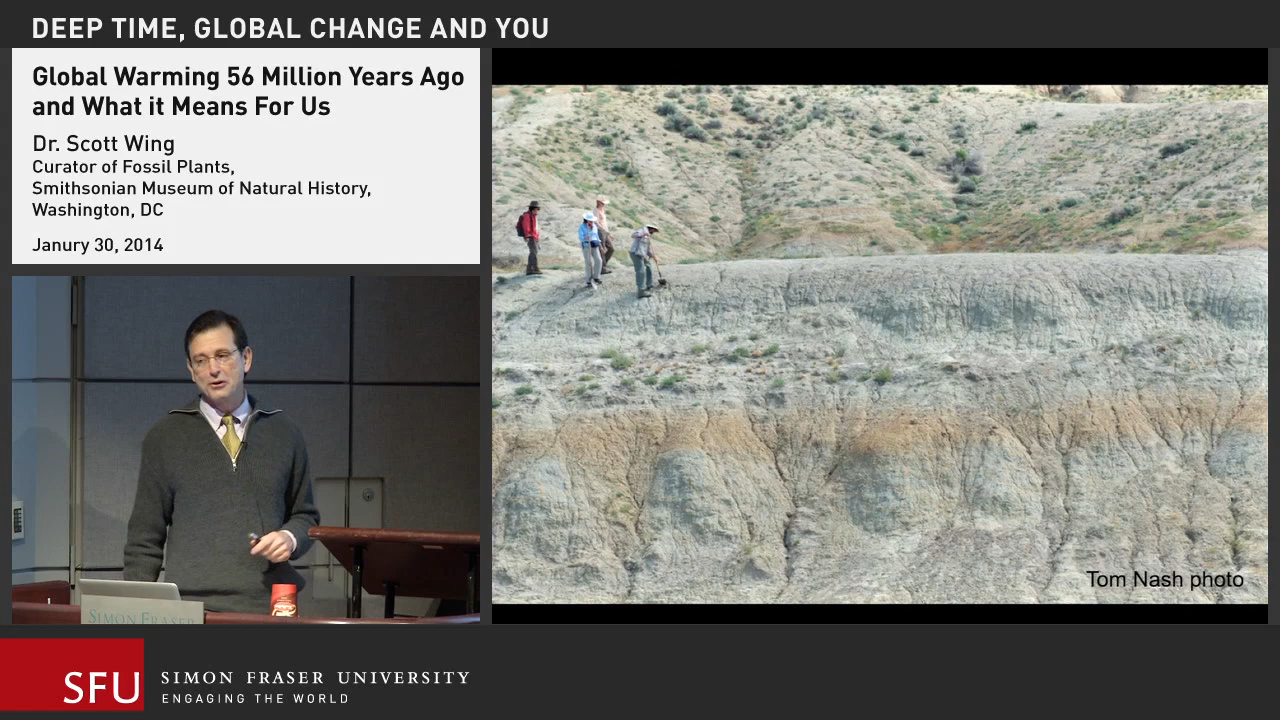 DEEP TIME, GLOBAL CHANGE AND YOU
Global Warming 56 Million Years Ago
and What it Means For Us
Dr. Scott Wing
Curator of Fossil Plants,
Smithsonian Museum of Natural History,
Washington, DC
Janury 30, 2014
Tom Nash photo
SIMON FRASER
SFU
SIMON FRASER UNIVERSITY
ENGAGING THE WORLD